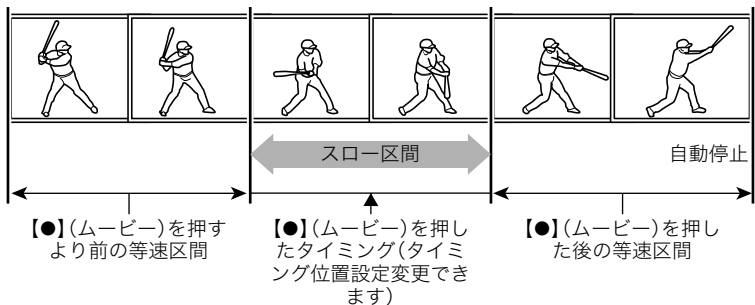 スロー区間
自動停止
【●】（ムービー）を押す
より前の等速区間
【●】（ムービー）を押し
たタイミング（タイミ
ング位置設定変更でき
ます）
【●】（ムービー）を押し
た後の等速区間